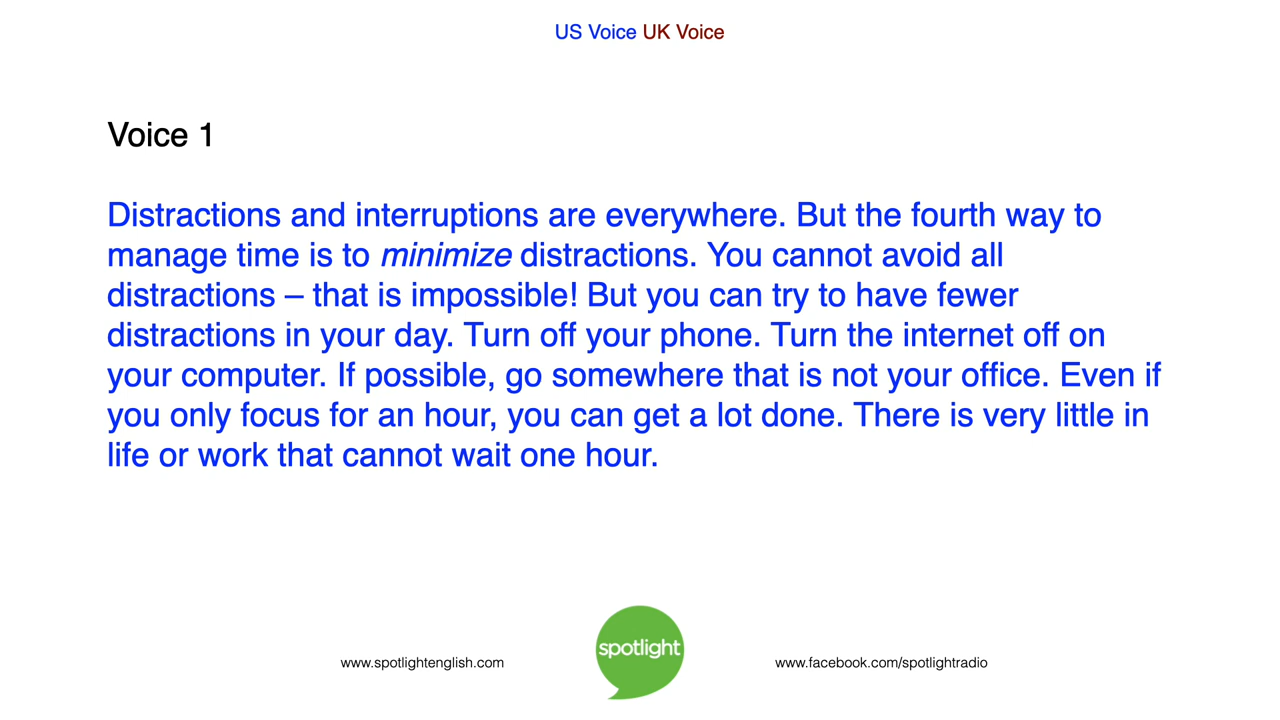 US Voice UK Voice
Voice 1
Distractions and interruptions are everywhere. But the fourth way to
manage time is to minimize distractions. You cannot avoid all
distractions – that is impossible! But you can try to have fewer
distractions in your day. Turn off your phone. Turn the internet off on
your computer. If possible, go somewhere that is not your office. Even if
you only focus for an hour, you can get a lot done. There is very little in
life or work that cannot wait one hour.
www.spotlightenglish.com
spotlight
www.facebook.com/spotlightradio